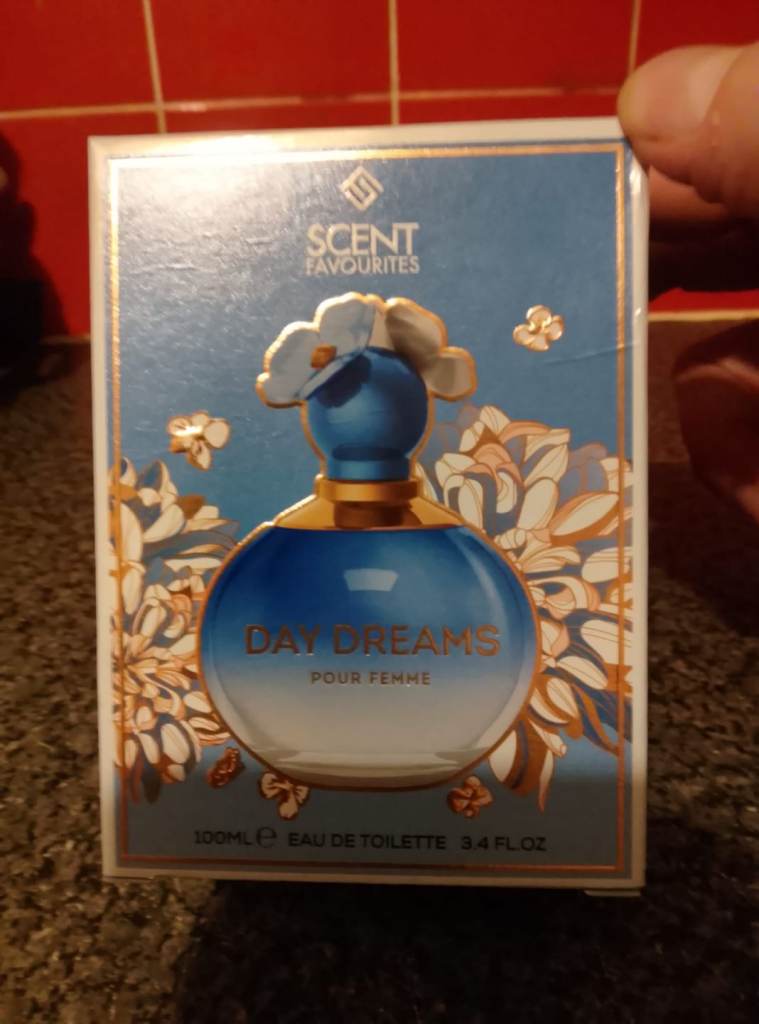 SCENT
FAVOURITES
DAY DREAMS
POUR FEMME
100ML ℮ EAU DE TOILETTE 3.4 FL.OZ